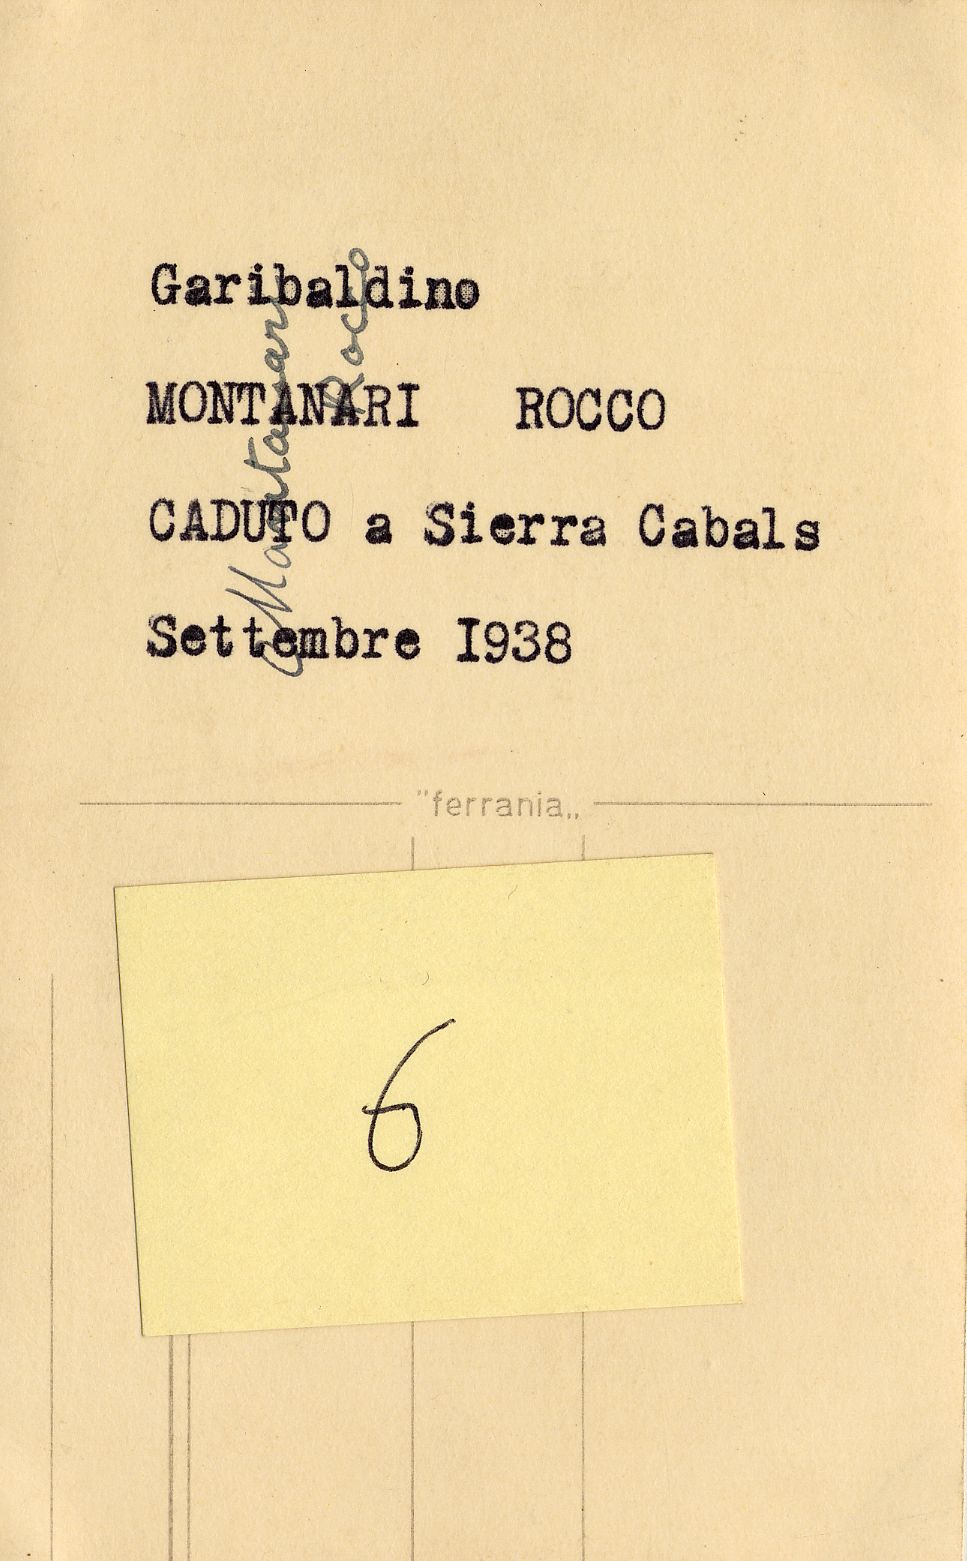 Garibaldino
MONTANARI ROCCO
CADUTO a Sierra Cabals
Settembre I938
Montanari
Rocco
"ferrania„
6